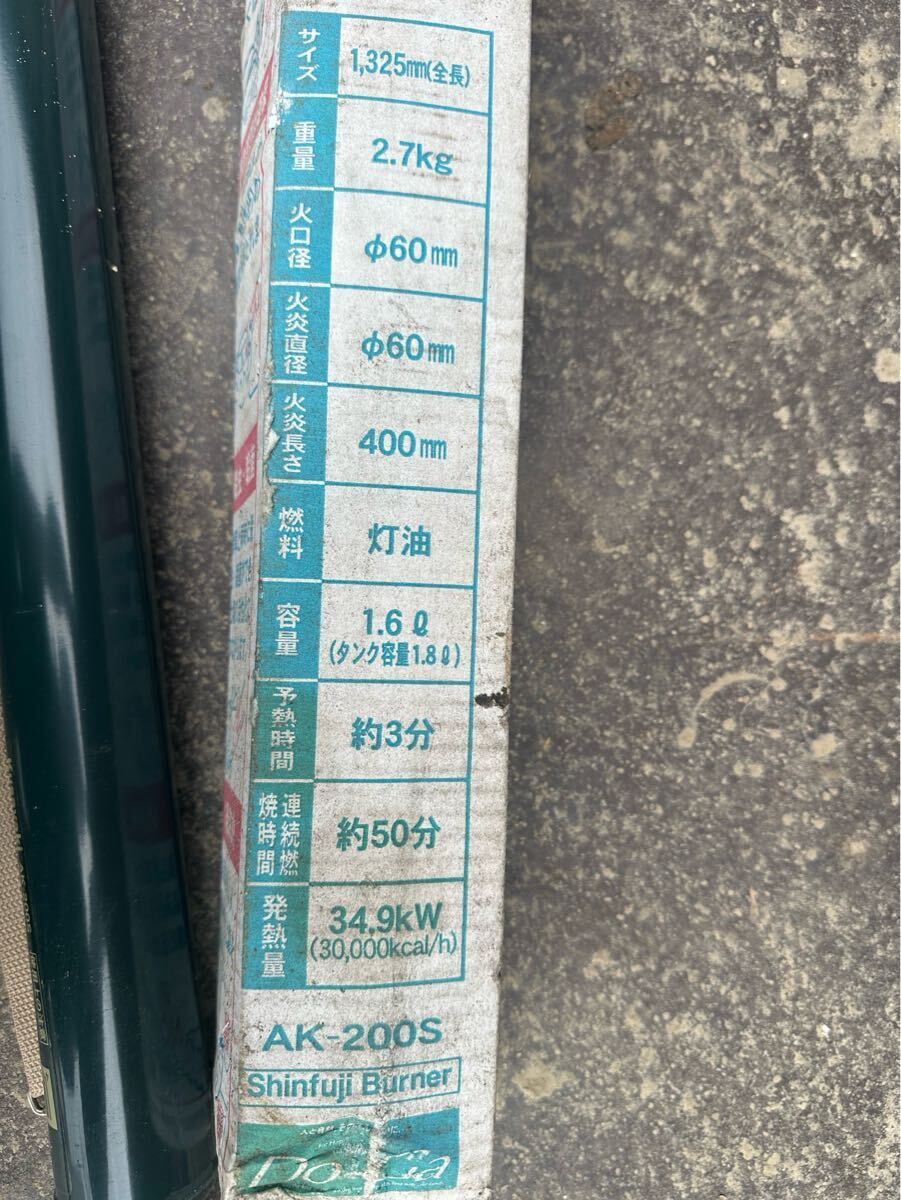 サイズ 1,325mm(全長)
重量 2.7kg
火口径 φ60mm
火炎直径 φ60mm
火炎長さ 400mm
燃料 灯油
容量 1.6ℓ
(タンク容量1.8ℓ)
予熱時間 約3分
連続燃焼時間 約50分
発熱量 34.9kW
(30,000kcal/h)
AK-200S
Shinfuji Burner